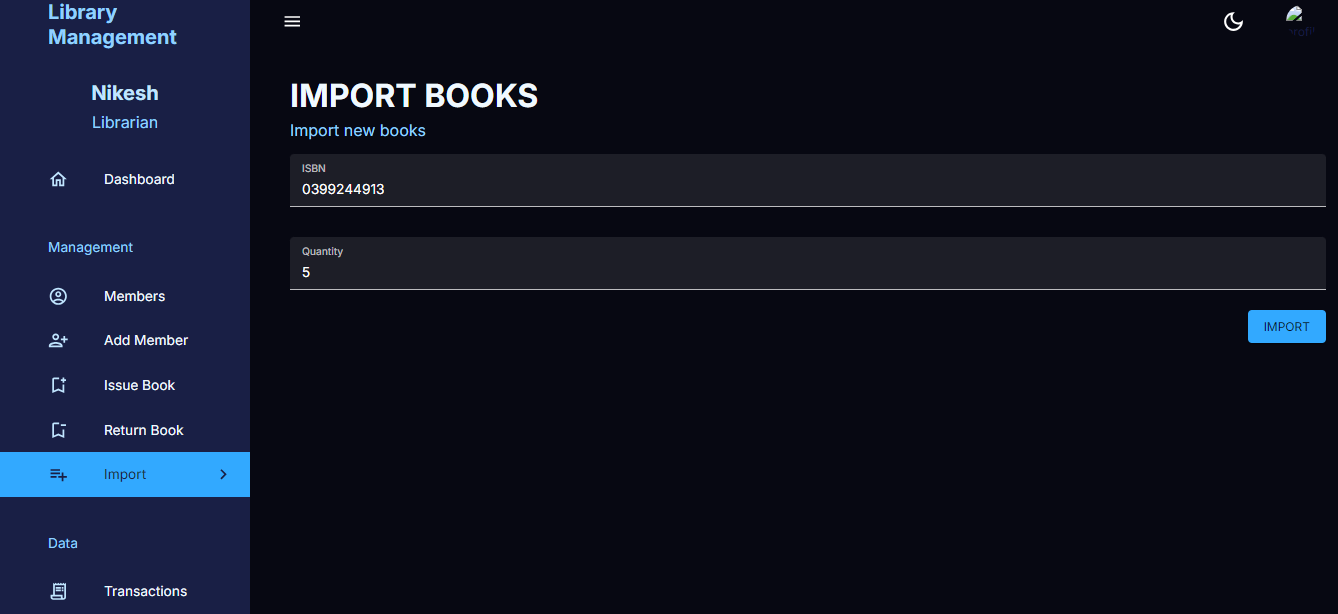 Library
Management
Nikesh
Librarian
Dashboard
Management
Members
Add Member
Issue Book
Return Book
Import
Data
Transactions
IMPORT BOOKS
Import new books
ISBN
0399244913
Quantity
5
IMPORT